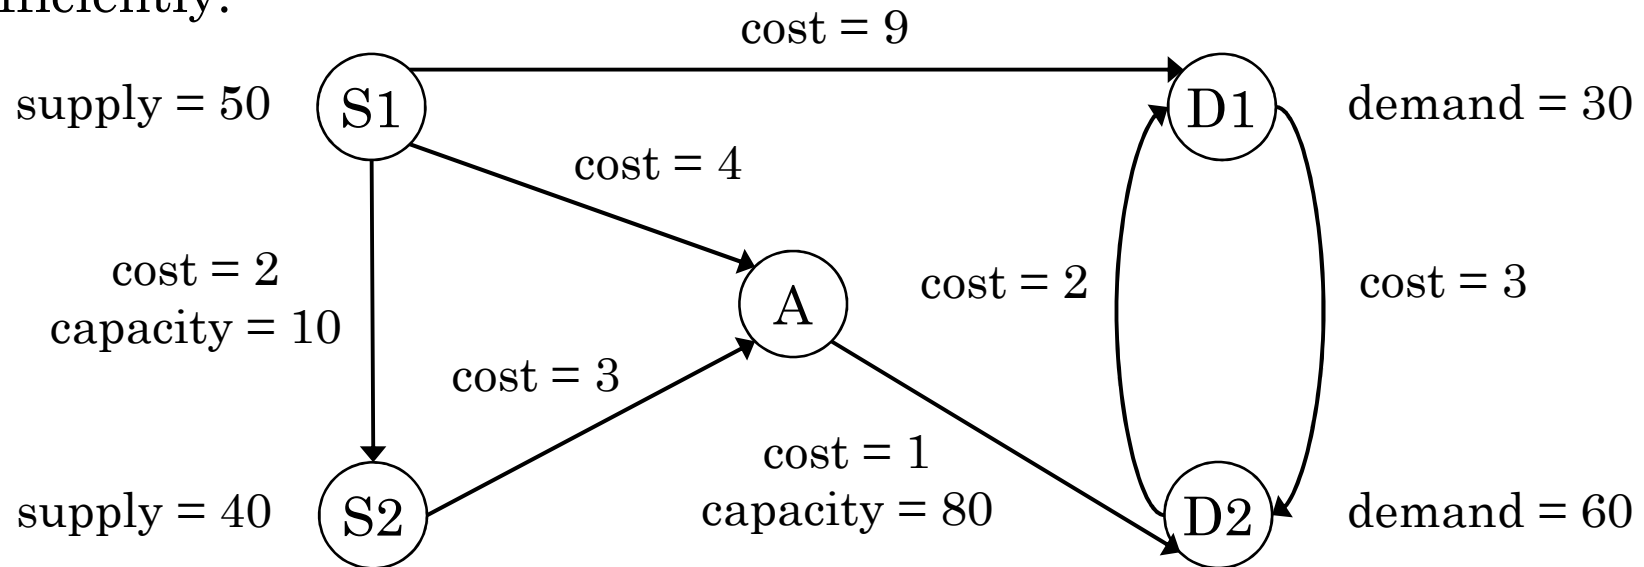 fficiently.
cost = 9
supply = 50
S1
D1
demand = 30
cost = 4
cost = 2
capacity = 10
A
cost = 2
cost = 3
cost = 3
cost = 1
capacity = 80
supply = 40
S2
D2
demand = 60